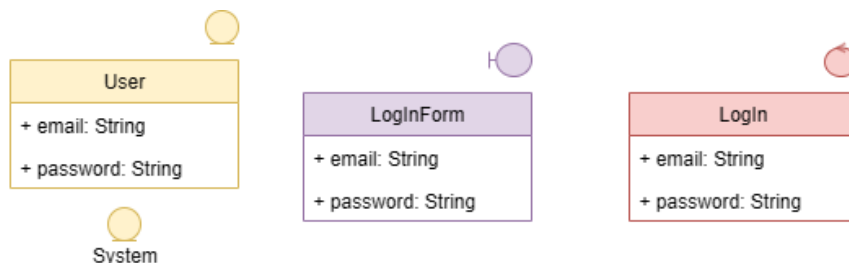 User
+ email: String
+ password: String
System
LogInForm
+ email: String
+ password: String
LogIn
+ email: String
+ password: String